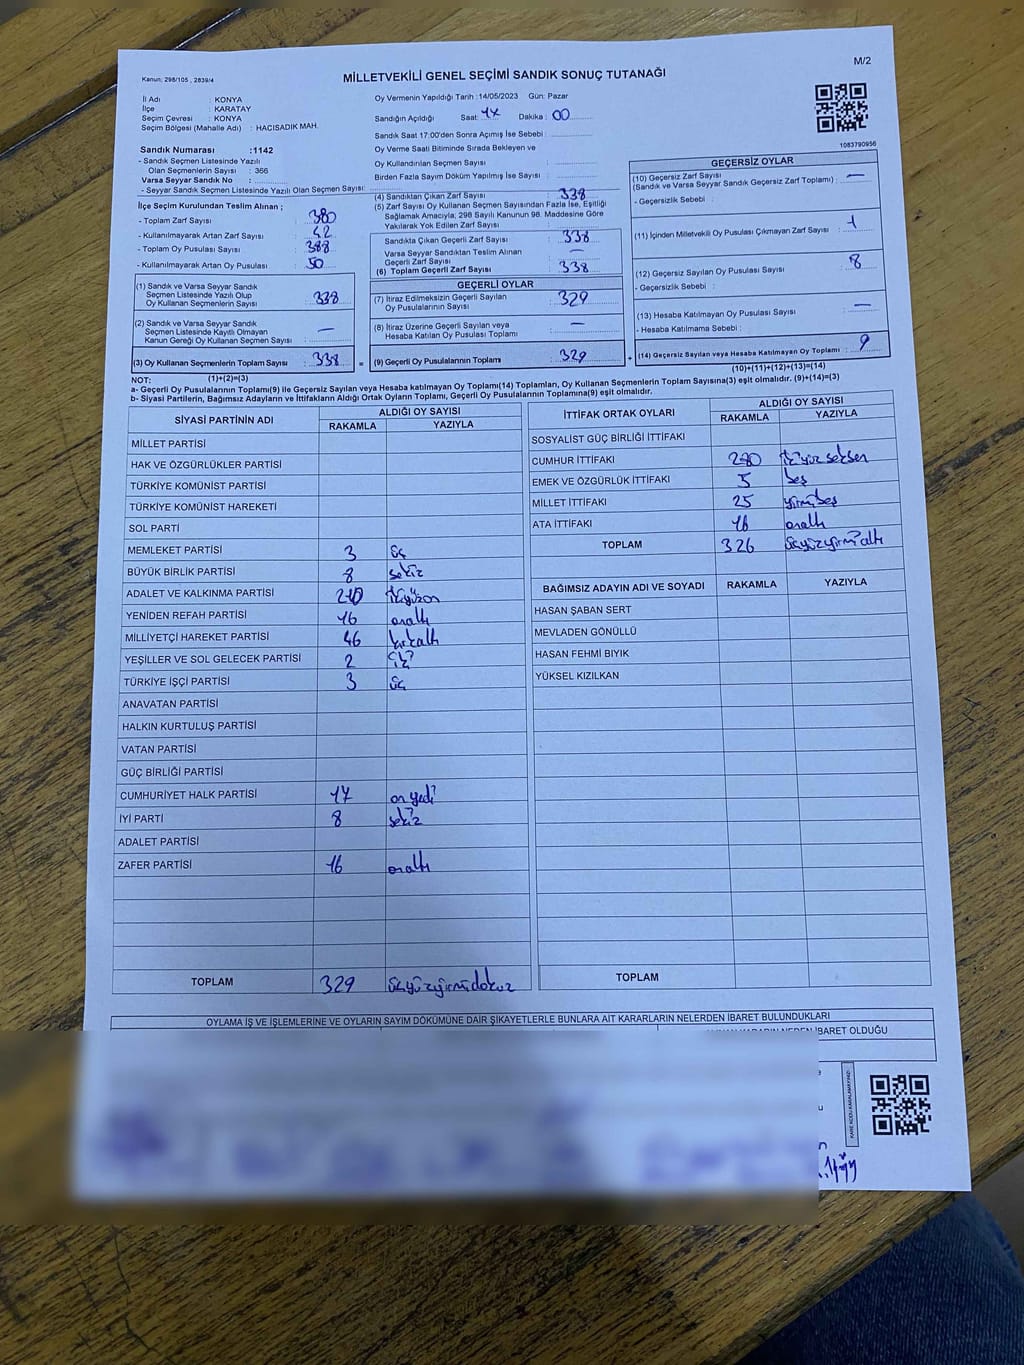 Kanun: 298/105 , 2839/4
MİLLETVEKİLİ GENEL SEÇİMİ SANDIK SONUÇ TUTANAĞI
M/2
İl Adı : KONYA
İlçe : KARATAY
Seçim Çevresi : KONYA
Seçim Bölgesi (Mahalle Adı) : HACISADIK MAH.
Sandık Numarası :1142
- Sandık Seçmen Listesinde Yazılı
Olan Seçmenlerin Sayısı : 366
Varsa Seyyar Sandık No :
- Seyyar Sandık Seçmen Listesinde Yazılı Olan Seçmen Sayısı:
İlçe Seçim Kurulundan Teslim Alınan ;
- Toplam Zarf Sayısı 380
- Kullanılmayarak Artan Zarf Sayısı : 42
- Toplam Oy Pusulası Sayısı : 388
- Kullanılmayarak Artan Oy Pusulası : 50
Oy Vermenin Yapıldığı Tarih :14/05/2023 Gün: Pazar
Sandığın Açıldığı Saat: 17 Dakika : 00
Sandık Saat 17:00'den Sonra Açımış İse Sebebi :
Oy Verme Saati Bitiminde Sırada Bekleyen ve
Oy Kullandırılan Seçmen Sayısı :
Birden Fazla Sayım Döküm Yapılmış İse Sayısı :
(4) Sandıktan Çıkan Zarf Sayısı : 338
(5) Zarf Sayısı Oy Kullanan Seçmen Sayısından Fazla İse, Eşitliği
Sağlamak Amacıyla; 298 Sayılı Kanunun 98. Maddesine Göre
Yakılarak Yok Edilen Zarf Sayısı :
Sandıkta Çıkan Geçerli Zarf Sayısı : 338
Varsa Seyyar Sandıktan Teslim Alınan
Geçerli Zarf Sayısı : —
(6) Toplam Geçerli Zarf Sayısı : 338
1083790956
GEÇERSİZ OYLAR
(10) Geçersiz Zarf Sayısı : —
(Sandık ve Varsa Seyyar Sandık Geçersiz Zarf Toplamı)
- Geçersizlik Sebebi :
(11) İçinden Milletvekili Oy Pusulası Çıkmayan Zarf Sayısı : 1
(12) Geçersiz Sayılan Oy Pusulası Sayısı : 8
- Geçersizlik Sebebi :
(13) Hesaba Katılmayan Oy Pusulası Sayısı : —
- Hesaba Katılmama Sebebi :
(14) Geçersiz Sayılan veya Hesaba Katılmayan Oy Toplamı : 9
(10)+(11)+(12)+(13)=(14)
(1) Sandık ve Varsa Seyyar Sandık
Seçmen Listesinde Yazılı Olup
Oy Kullanan Seçmenlerin Sayısı : 338
(2) Sandık ve Varsa Seyyar Sandık
Seçmen Listesinde Kayıtlı Olmayan
Kanun Gereği Oy Kullanan Seçmen Sayısı : —
(3) Oy Kullanan Seçmenlerin Toplam Sayısı : 338 =
(1)+(2)=(3)
GEÇERLİ OYLAR
(7) İtiraz Edilmeksizin Geçerli Sayılan
Oy Pusulalarının Sayısı : 329
(8) İtiraz Üzerine Geçerli Sayılan veya
Hesaba Katılan Oy Pusulası Toplamı : —
(9) Geçerli Oy Pusulalarının Toplamı : 329 +
NOT:
a- Geçerli Oy Pusulalarının Toplamı(9) ile Geçersiz Sayılan veya Hesaba katılmayan Oy Toplamı(14) Toplamları, Oy Kullanan Seçmenlerin Toplam Sayısına(3) eşit olmalıdır. (9)+(14)=(3)
b- Siyasi Partilerin, Bağımsız Adayların ve İttifakların Aldığı Ortak Oyların Toplamı, Geçerli Oy Pusulalarının Toplamına(9) eşit olmalıdır.
SİYASİ PARTİNİN ADI ALDIĞI OY SAYISI
RAKAMLA YAZIYLA
MİLLET PARTİSİ
HAK VE ÖZGÜRLÜKLER PARTİSİ
TÜRKİYE KOMÜNİST PARTİSİ
TÜRKİYE KOMÜNİST HAREKETİ
SOL PARTİ
MEMLEKET PARTİSİ 3 üç
BÜYÜK BİRLİK PARTİSİ 8 sekiz
ADALET VE KALKINMA PARTİSİ 210 ikiyüzon
YENİDEN REFAH PARTİSİ 16 onaltı
MİLLİYETÇİ HAREKET PARTİSİ 46 kırkaltı
YEŞİLLER VE SOL GELECEK PARTİSİ 2 iki
TÜRKİYE İŞÇİ PARTİSİ 3 üç
ANAVATAN PARTİSİ
HALKIN KURTULUŞ PARTİSİ
VATAN PARTİSİ
GÜÇ BİRLİĞİ PARTİSİ
CUMHURİYET HALK PARTİSİ 17 on yedi
İYİ PARTİ 8 sekiz
ADALET PARTİSİ
ZAFER PARTİSİ 16 onaltı
TOPLAM 329 üçyüzyirmidokuz
İTTİFAK ORTAK OYLARI ALDIĞI OY SAYISI
RAKAMLA YAZIYLA
SOSYALİST GÜÇ BİRLİĞİ İTTİFAKI
CUMHUR İTTİFAKI 280 ikiyüz seksen
EMEK VE ÖZGÜRLÜK İTTİFAKI 5 beş
MİLLET İTTİFAKI 25 yirmi beş
ATA İTTİFAKI 16 onaltı
TOPLAM 326 üçyüzyirmi altı
BAĞIMSIZ ADAYIN ADI VE SOYADI RAKAMLA YAZIYLA
HASAN ŞABAN SERT
MEVLADEN GÖNÜLLÜ
HASAN FEHMİ BIYIK
YÜKSEL KIZILKAN
TOPLAM
OYLAMA İŞ VE İŞLEMLERİNE VE OYLARIN SAYIM DÖKÜMÜNE DAİR ŞİKAYETLERLE BUNLARA AİT KARARLARIN NELERDEN İBARET BULUNDUKLARI
İBARET OLDUĞU